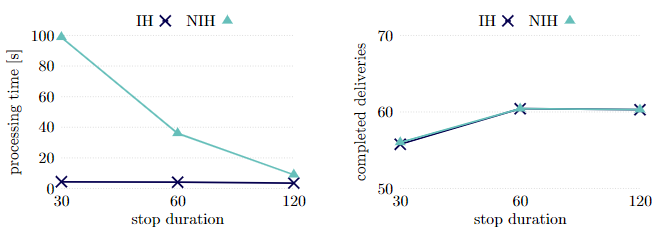 IH NIH
100
80
60
40
20
0
processing time [s]
30 60 120
stop duration
IH NIH
70
60
50
completed deliveries
30 60 120
stop duration